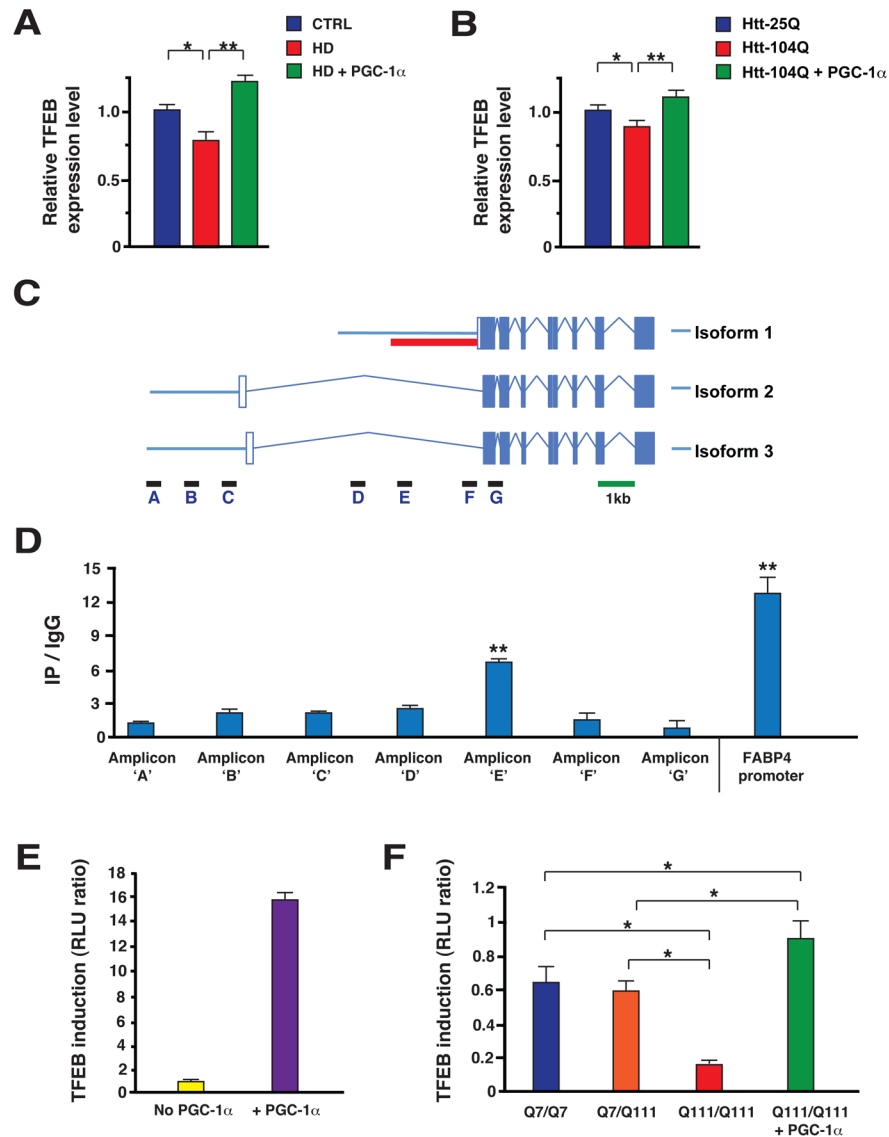 A
CTRL
HD
HD + PGC-1α
* **
Relative TFEB
expression level
1.0
0.5
0
B
Htt-25Q
Htt-104Q
Htt-104Q + PGC-1α
* **
Relative TFEB
expression level
1.0
0.5
0
C
Isoform 1
Isoform 2
Isoform 3
A B C D E F G 1kb
D
IP / IgG
15
12
9
6
3
0
**
**
Amplicon 'A'
Amplicon 'B'
Amplicon 'C'
Amplicon 'D'
Amplicon 'E'
Amplicon 'F'
Amplicon 'G'
FABP4
promoter
E
TFEB induction (RLU ratio)
18
16
14
12
10
8
6
4
2
0
No PGC-1α + PGC-1α
F
TFEB induction (RLU ratio)
1.2
1
0.8
0.6
0.4
0.2
0
*
*
*
*
Q7/Q7 Q7/Q111 Q111/Q111 Q111/Q111
+ PGC-1α